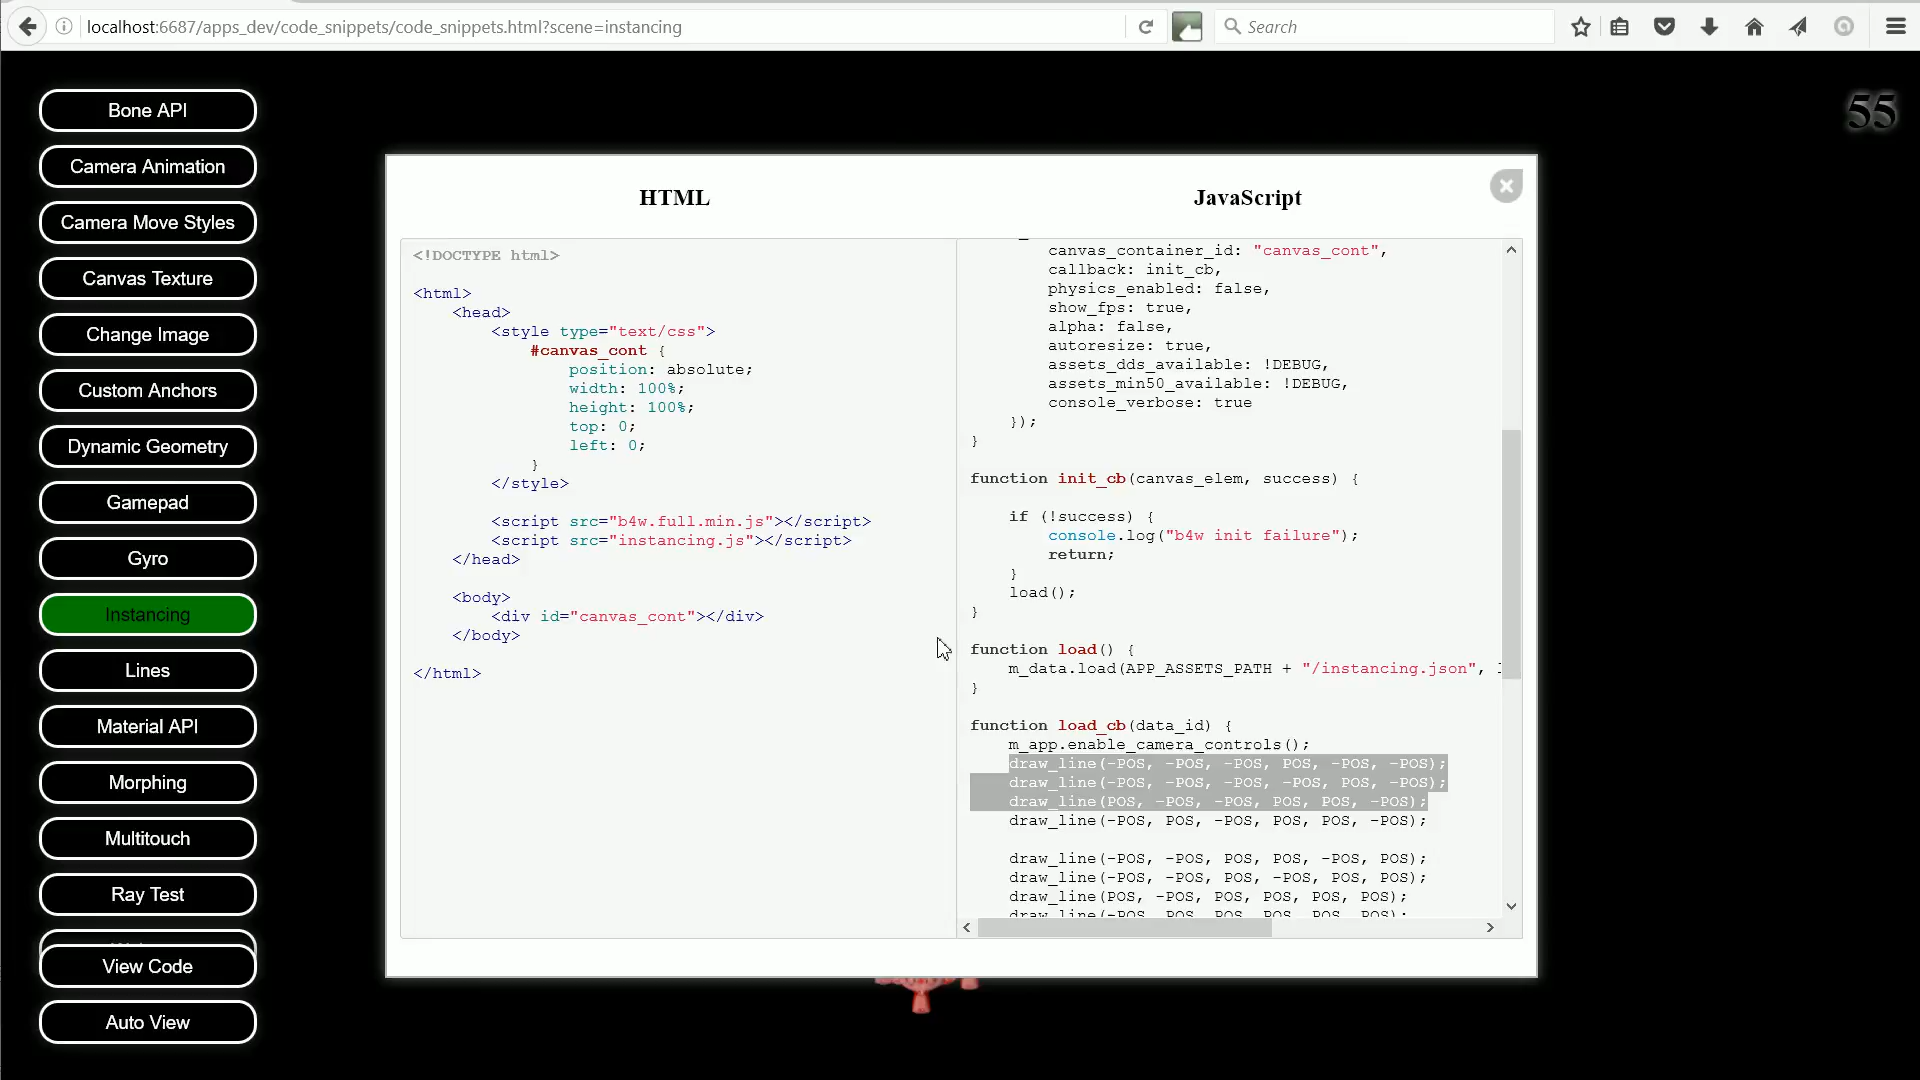 localhost:6687/apps_dev/code_snippets/code_snippets.html?scene=instancing
Search
Bone API
Camera Animation
Camera Move Styles
Canvas Texture
Change Image
Custom Anchors
Dynamic Geometry
Gamepad
Gyro
Instancing
Lines
Material API
Morphing
Multitouch
Ray Test
View Code
Auto View
55
HTML
<!DOCTYPE html>
<html>
<head>
<style type="text/css">
#canvas_cont {
position: absolute;
width: 100%;
height: 100%;
top: 0;
left: 0;
}
</style>
<script src="b4w.full.min.js"></script>
<script src="instancing.js"></script>
</head>
<body>
<div id="canvas_cont"></div>
</body>
</html>
JavaScript
canvas_container_id: "canvas_cont",
callback: init_cb,
physics_enabled: false,
show_fps: true,
alpha: false,
autoresize: true,
assets_dds_available: !DEBUG,
assets_min50_available: !DEBUG,
console_verbose: true
});
}
function init_cb(canvas_elem, success) {
if (!success) {
console.log("b4w init failure");
return;
}
load();
}
function load() {
m_data.load(APP_ASSETS_PATH + "/instancing.json",
}
function load_cb(data_id) {
m_app.enable_camera_controls();
draw_line(-POS, -POS, -POS, POS, -POS, -POS);
draw_line(-POS, -POS, -POS, -POS, POS, -POS);
draw_line(POS, -POS, -POS, POS, POS, -POS);
draw_line(-POS, POS, -POS, POS, POS, -POS);
draw_line(-POS, -POS, POS, POS, -POS, POS);
draw_line(-POS, -POS, POS, -POS, POS, POS);
draw_line(POS, -POS, POS, POS, POS, POS);
draw_line(-POS, POS, POS, POS, POS, POS);